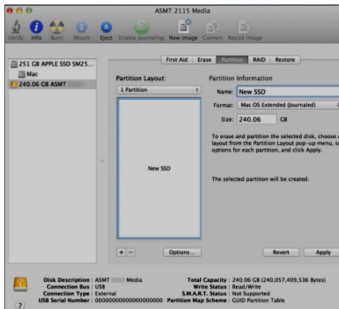 ASMT 2115 Media
Verify Info Burn Mount Eject Enable Journaling New Image Convert Resize Image
251 GB APPLE SSD SM25...
Mac
240.06 GB ASMT
First Aid Erase Partition RAID Restore
Partition Layout:
1 Partition
Partition Information
Name: New SSD
Format: Mac OS Extended (Journaled)
Size: 240.06 GB
To erase and partition the selected disk, choose a
layout from the Partition Layout pop-up menu, s
options for each partition, and click Apply.
The selected partition will be created.
New SSD
+ −
Options...
Revert Apply
Disk Description : ASMT Media
Connection Bus : USB
Connection Type : External
USB Serial Number : 00000000000000000000
Total Capacity : 240.06 GB (240,057,409,536 Bytes)
Write Status : Read/Write
S.M.A.R.T. Status : Not Supported
Partition Map Scheme : GUID Partition Table
?